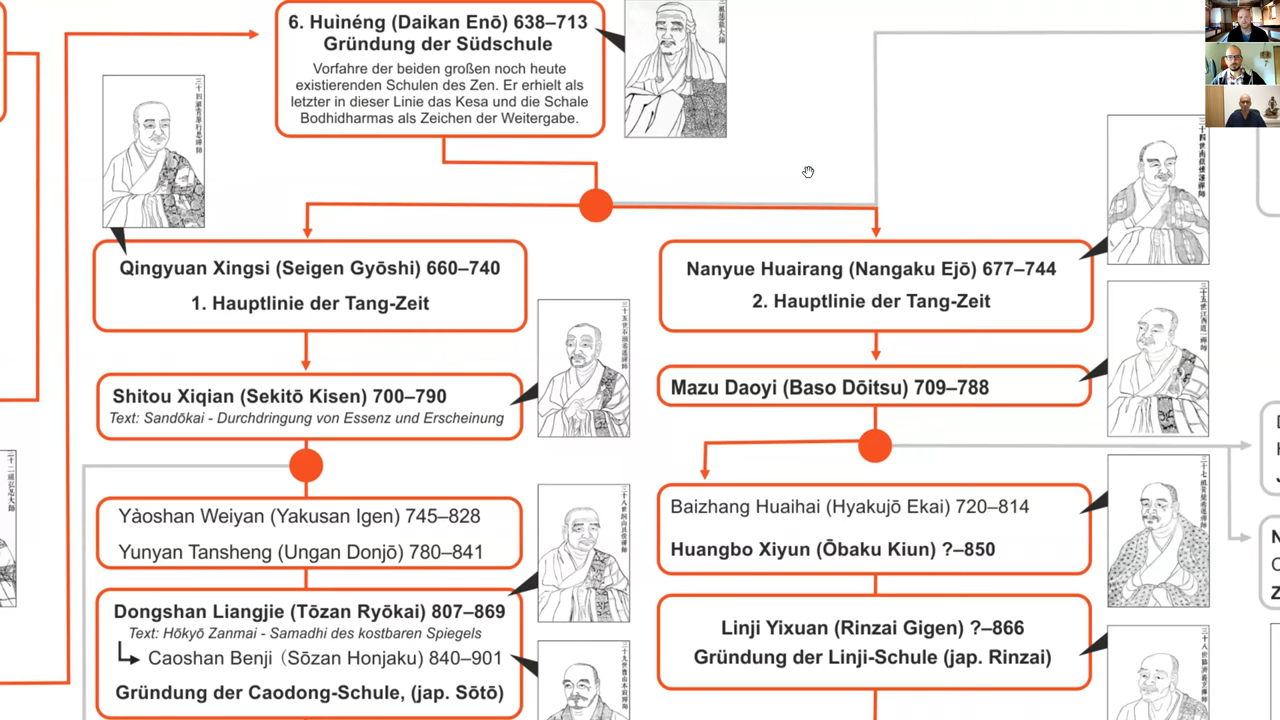 6. Huìnéng (Daikan Enō) 638–713
Gründung der Südschule
Vorfahre der beiden großen noch heute
existierenden Schulen des Zen. Er erhielt als
letzter in dieser Linie das Kesa und die Schale
Bodhidharmas als Zeichen der Weitergabe.
Qingyuan Xingsi (Seigen Gyōshi) 660–740
1. Hauptlinie der Tang-Zeit
Nanyue Huairang (Nangaku Ejō) 677–744
2. Hauptlinie der Tang-Zeit
Shitou Xiqian (Sekitō Kisen) 700–790
Text: Sandōkai - Durchdringung von Essenz und Erscheinung
Mazu Daoyi (Baso Dōitsu) 709–788
Yàoshan Weiyan (Yakusan Igen) 745–828
Yunyan Tansheng (Ungan Donjō) 780–841
Baizhang Huaihai (Hyakujō Ekai) 720–814
Huangbo Xiyun (Ōbaku Kiun) ?–850
Dongshan Liangjie (Tōzan Ryōkai) 807–869
Text: Hōkyō Zanmai - Samadhi des kostbaren Spiegels
Caoshan Benji (Sōzan Honjaku) 840–901
Gründung der Caodong-Schule, (jap. Sōtō)
Linji Yixuan (Rinzai Gigen) ?–866
Gründung der Linji-Schule (jap. Rinzai)